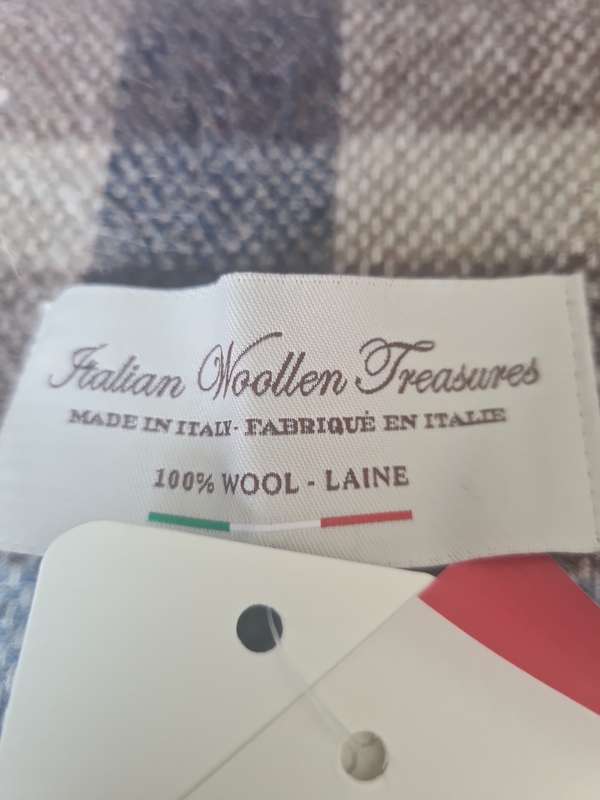 Italian Woollen Treasures
MADE IN ITALY - FABRIQUÉ EN ITALIE
100% WOOL - LAINE